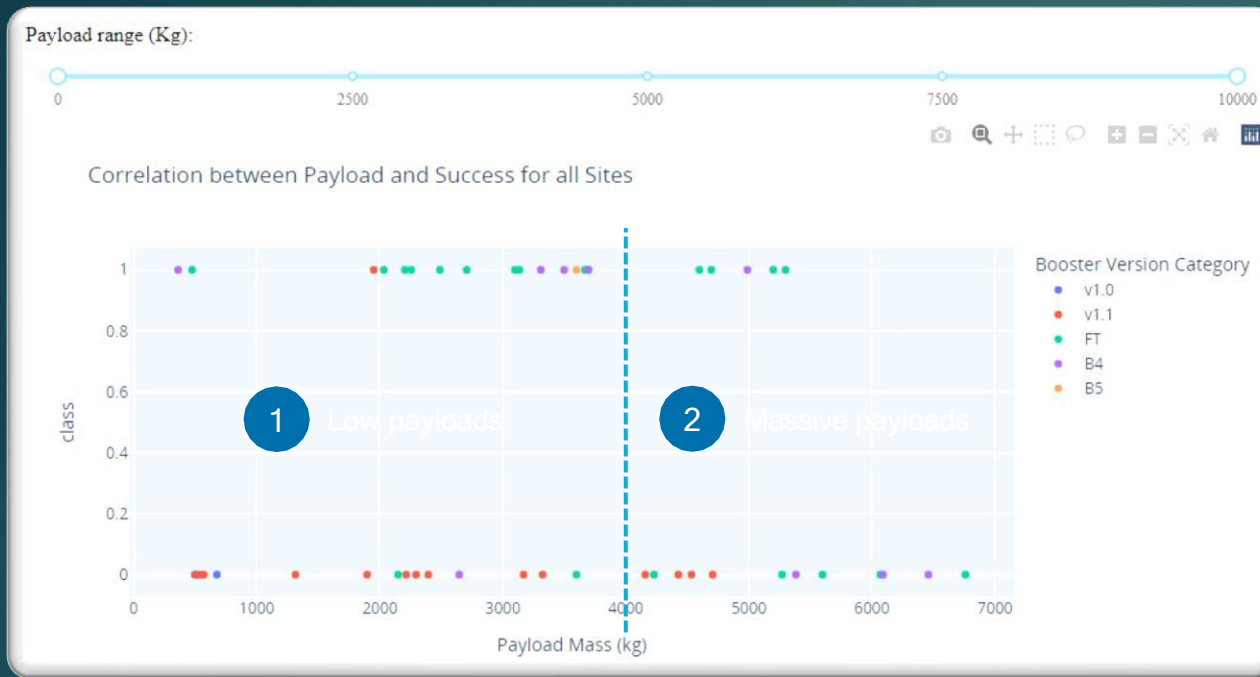 Payload range (Kg):
0 2500 5000 7500 10000
Correlation between Payload and Success for all Sites
Booster Version Category
v1.0
v1.1
FT
B4
B5
class
1
0.8
0.6
0.4
0.2
0
1 Low payloads
2 Massive payloads
0 1000 2000 3000 4000 5000 6000 7000
Payload Mass (kg)